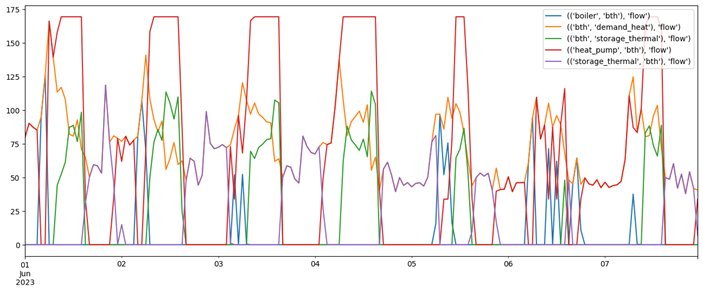 175
150
125
100
75
50
25
0
(('boiler', 'bth'), 'flow')
(('bth', 'demand_heat'), 'flow')
(('bth', 'storage_thermal'), 'flow')
(('heat_pump', 'bth'), 'flow')
(('storage_thermal', 'bth'), 'flow')
01 02 03 04 05 06 07
Jun
2023